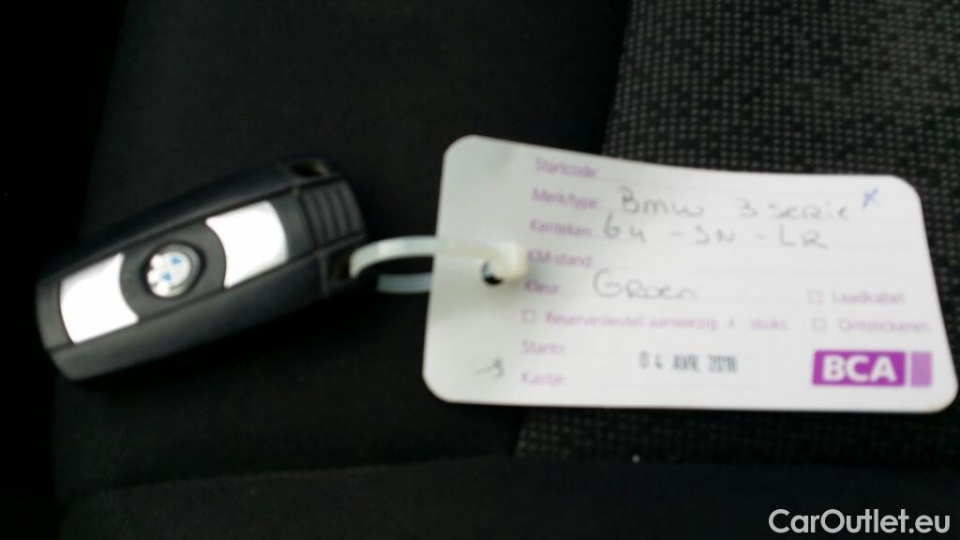 Startcode:
Merk/type: Bmw 3 serie x
Kenteken: 64 - SN - LR
KM-stand:
Kleur: Groen
Laadkabel
Reservesleutel aanwezig + stuks
Ontstickeren
Startnr.
04 AVR. 2018
Kastje:
BCA
CarOutlet.eu